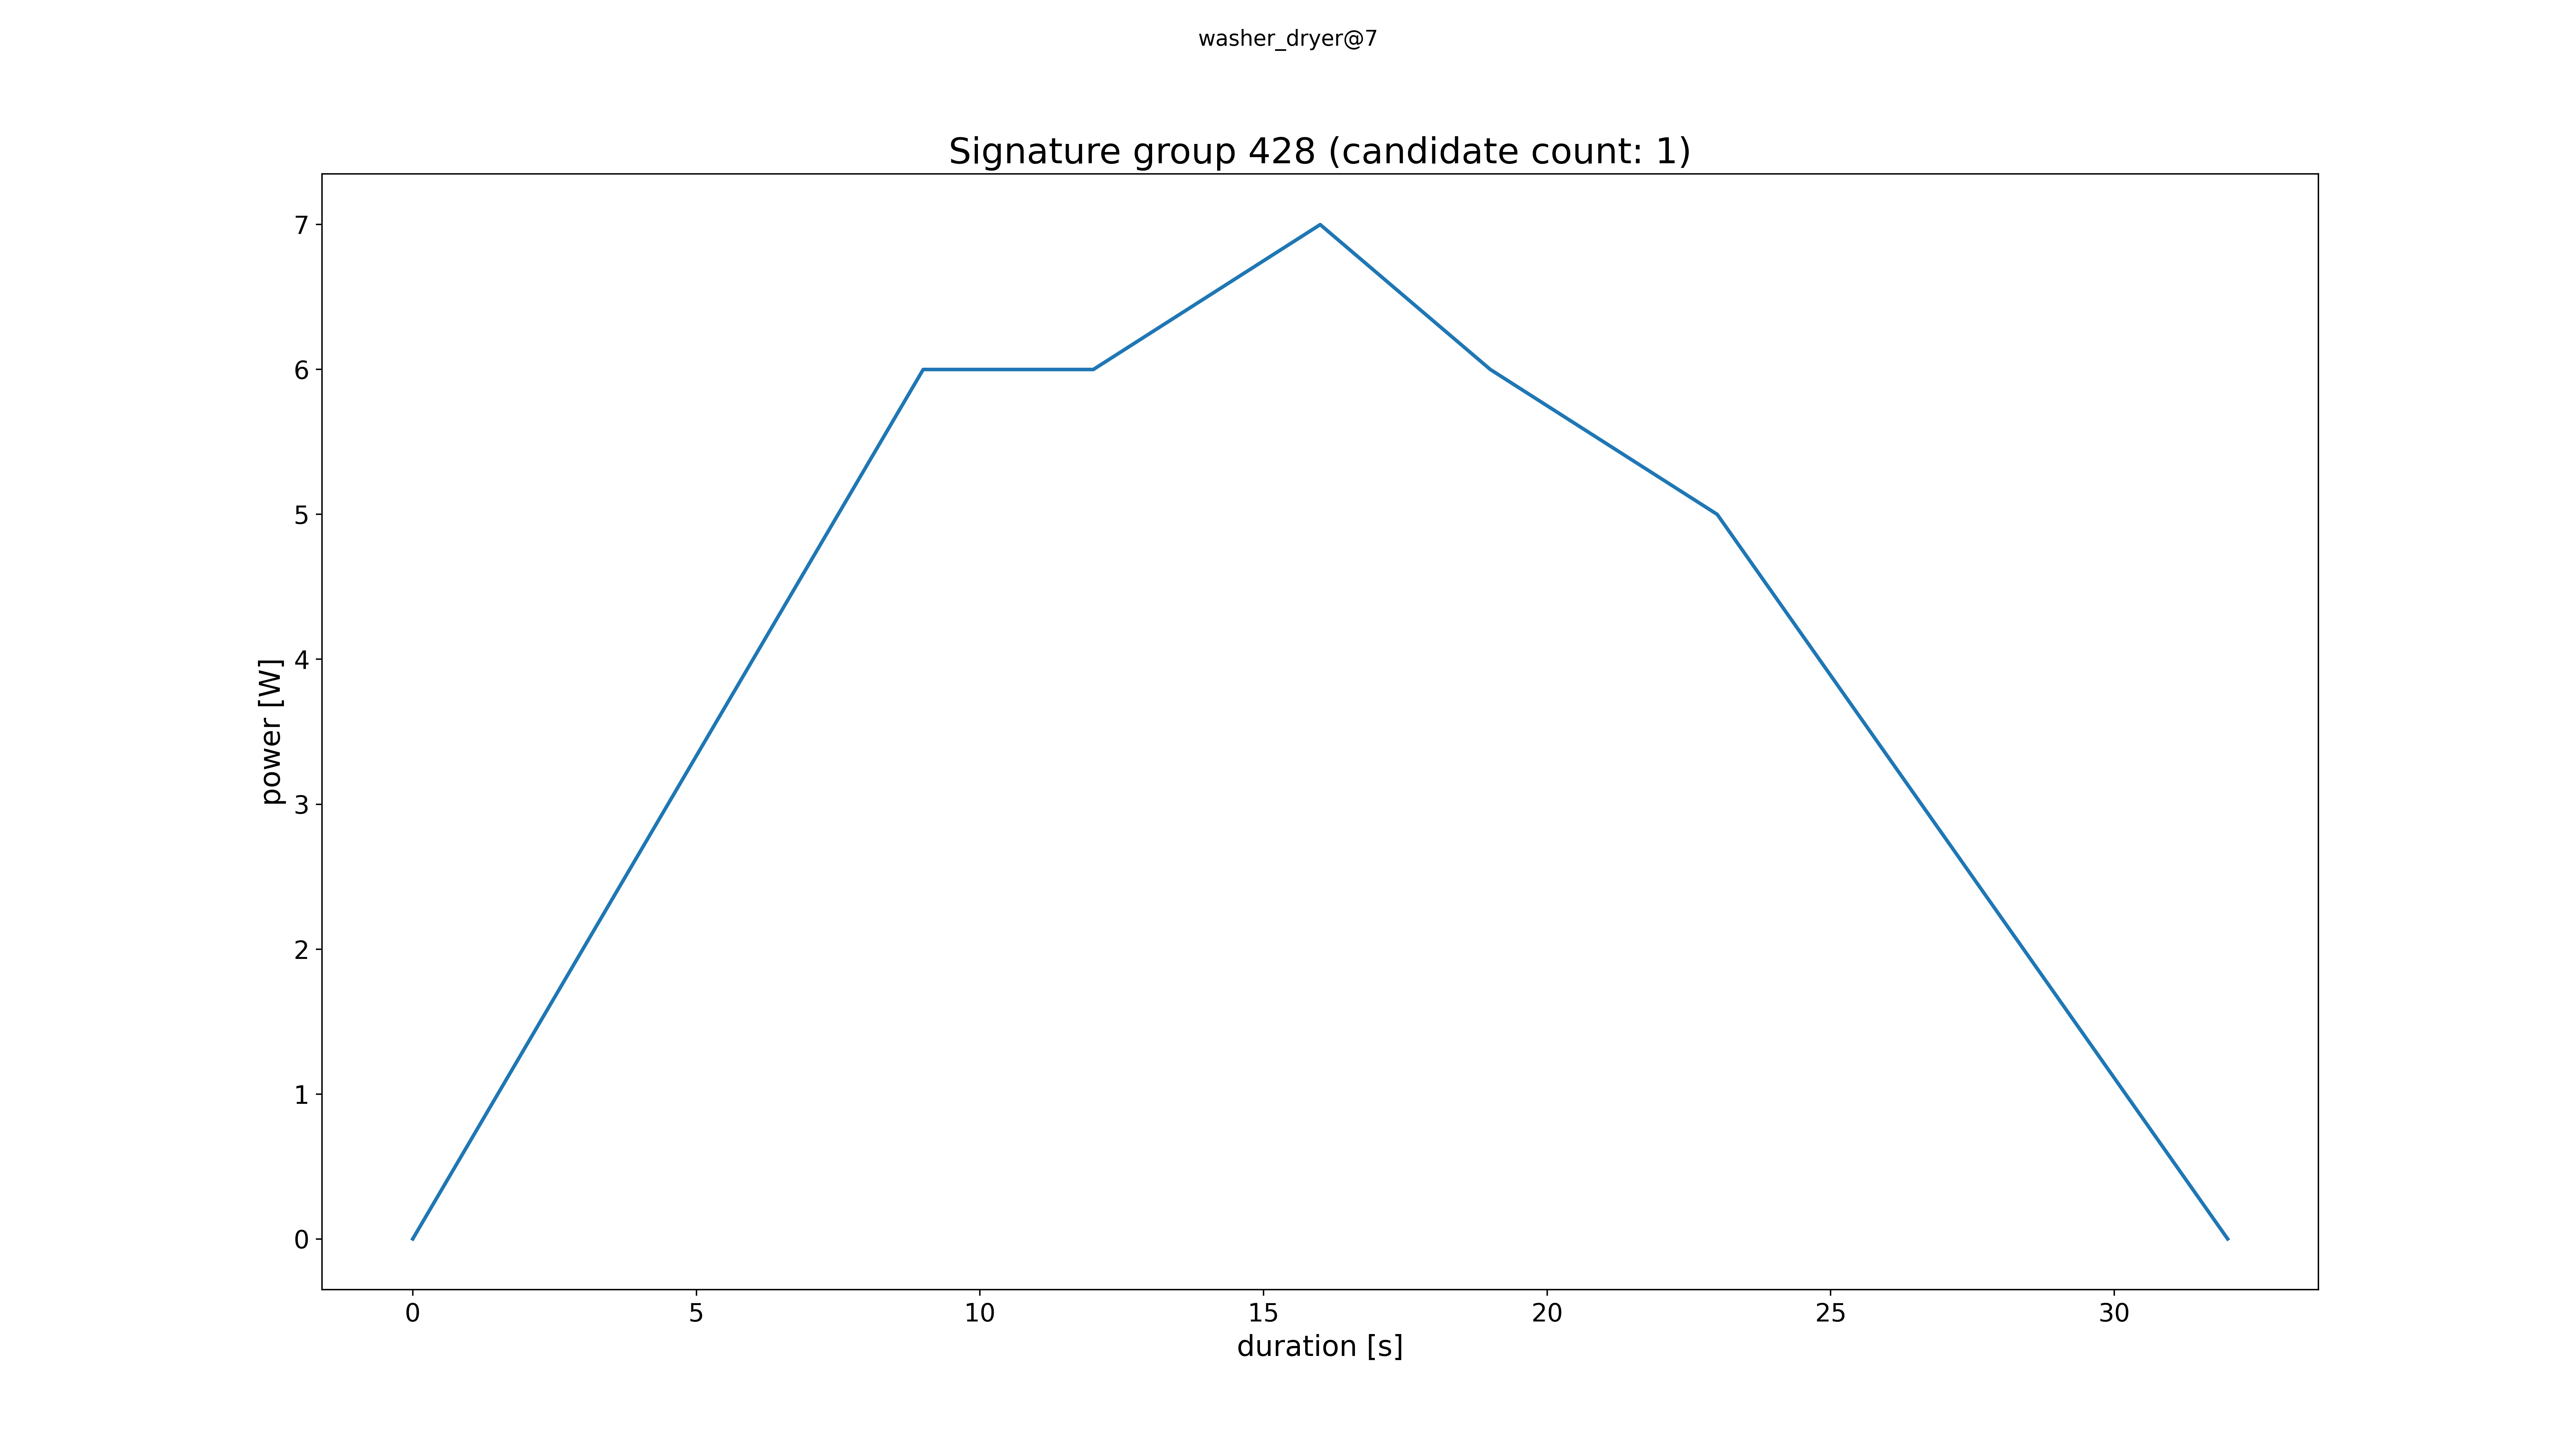 washer_dryer@7
Signature group 428 (candidate count: 1)
power [W]
7
6
5
4
3
2
1
0
0 5 10 15 20 25 30
duration [s]